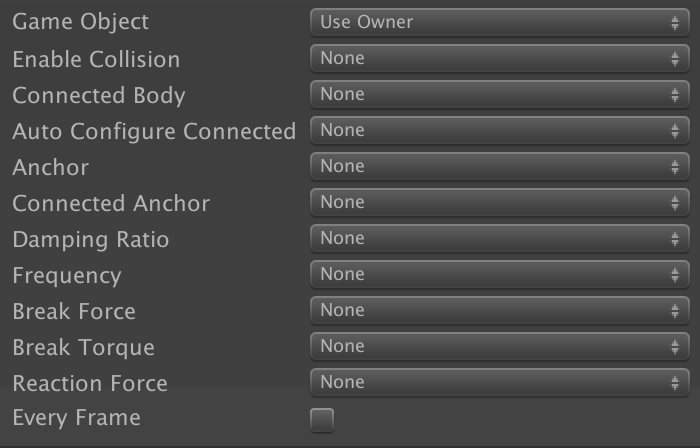 Game Object Use Owner
Enable Collision None
Connected Body None
Auto Configure Connected None
Anchor None
Connected Anchor None
Damping Ratio None
Frequency None
Break Force None
Break Torque None
Reaction Force None
Every Frame